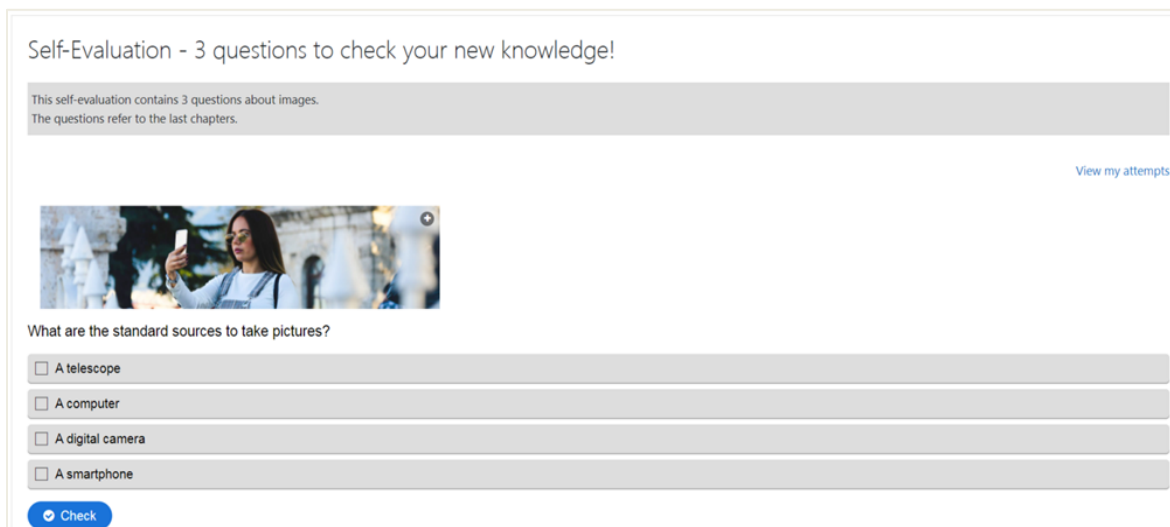 Self-Evaluation - 3 questions to check your new knowledge!
This self-evaluation contains 3 questions about images.
The questions refer to the last chapters.
View my attempts
What are the standard sources to take pictures?
A telescope
A computer
A digital camera
A smartphone
Check